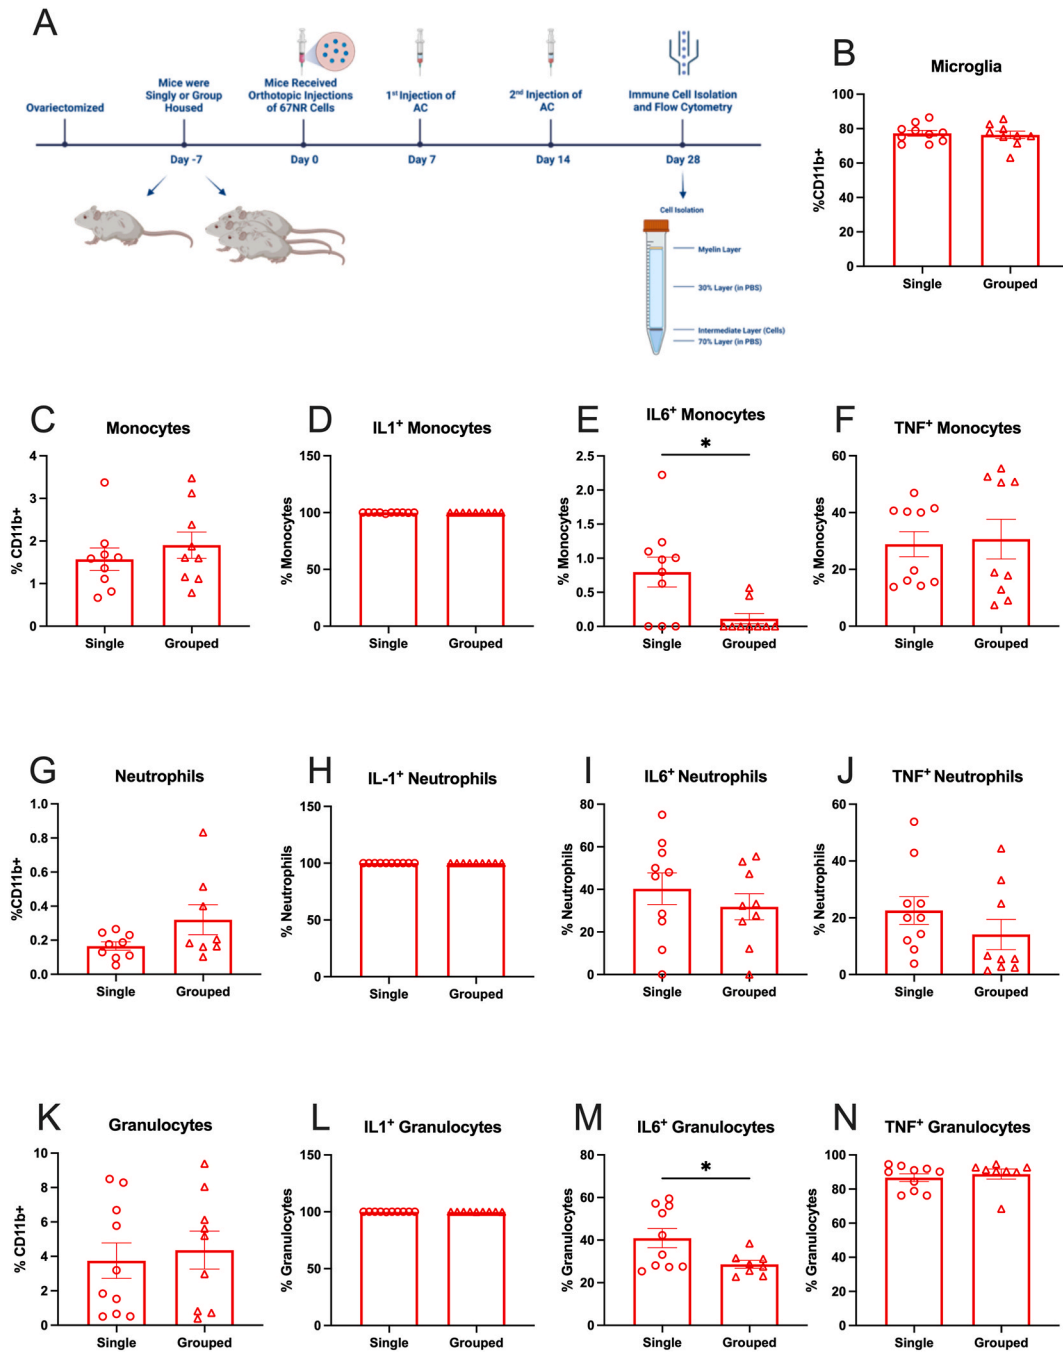 A
Ovariectomized
Mice were
Singly or Group
Housed
Mice Received
Orthotopic Injections
of 67NR Cells
1st Injection of
AC
2nd Injection of
AC
Immune Cell Isolation
and Flow Cytometry
Day -7
Day 0
Day 7
Day 14
Day 28
Cell Isolation
Myelin Layer
30% Layer (in PBS)
Intermediate Layer (Cells)
70% Layer (in PBS)
B
Microglia
%CD11b+
100
80
60
40
20
0
Single
Grouped
C
Monocytes
% CD11b+
4
3
2
1
0
Single
Grouped
D
IL1+ Monocytes
% Monocytes
150
100
50
0
Single
Grouped
E
IL6+ Monocytes
*
% Monocytes
2.5
2.0
1.5
1.0
0.5
0.0
Single
Grouped
F
TNF+ Monocytes
% Monocytes
60
40
20
0
Single
Grouped
G
Neutrophils
%CD11b+
1.0
0.8
0.6
0.4
0.2
0.0
Single
Grouped
H
IL-1+ Neutrophils
% Neutrophils
150
100
50
0
Single
Grouped
I
IL6+ Neutrophils
% Neutrophils
80
60
40
20
0
Single
Grouped
J
TNF+ Neutrophils
% Neutrophils
60
40
20
0
Single
Grouped
K
Granulocytes
% CD11b+
10
8
6
4
2
0
Single
Grouped
L
IL1+ Granulocytes
% Granulocytes
150
100
50
0
Single
Grouped
M
IL6+ Granulocytes
*
% Granulocytes
80
60
40
20
0
Single
Grouped
N
TNF+ Granulocytes
% Granulocytes
100
80
60
40
20
0
Single
Grouped